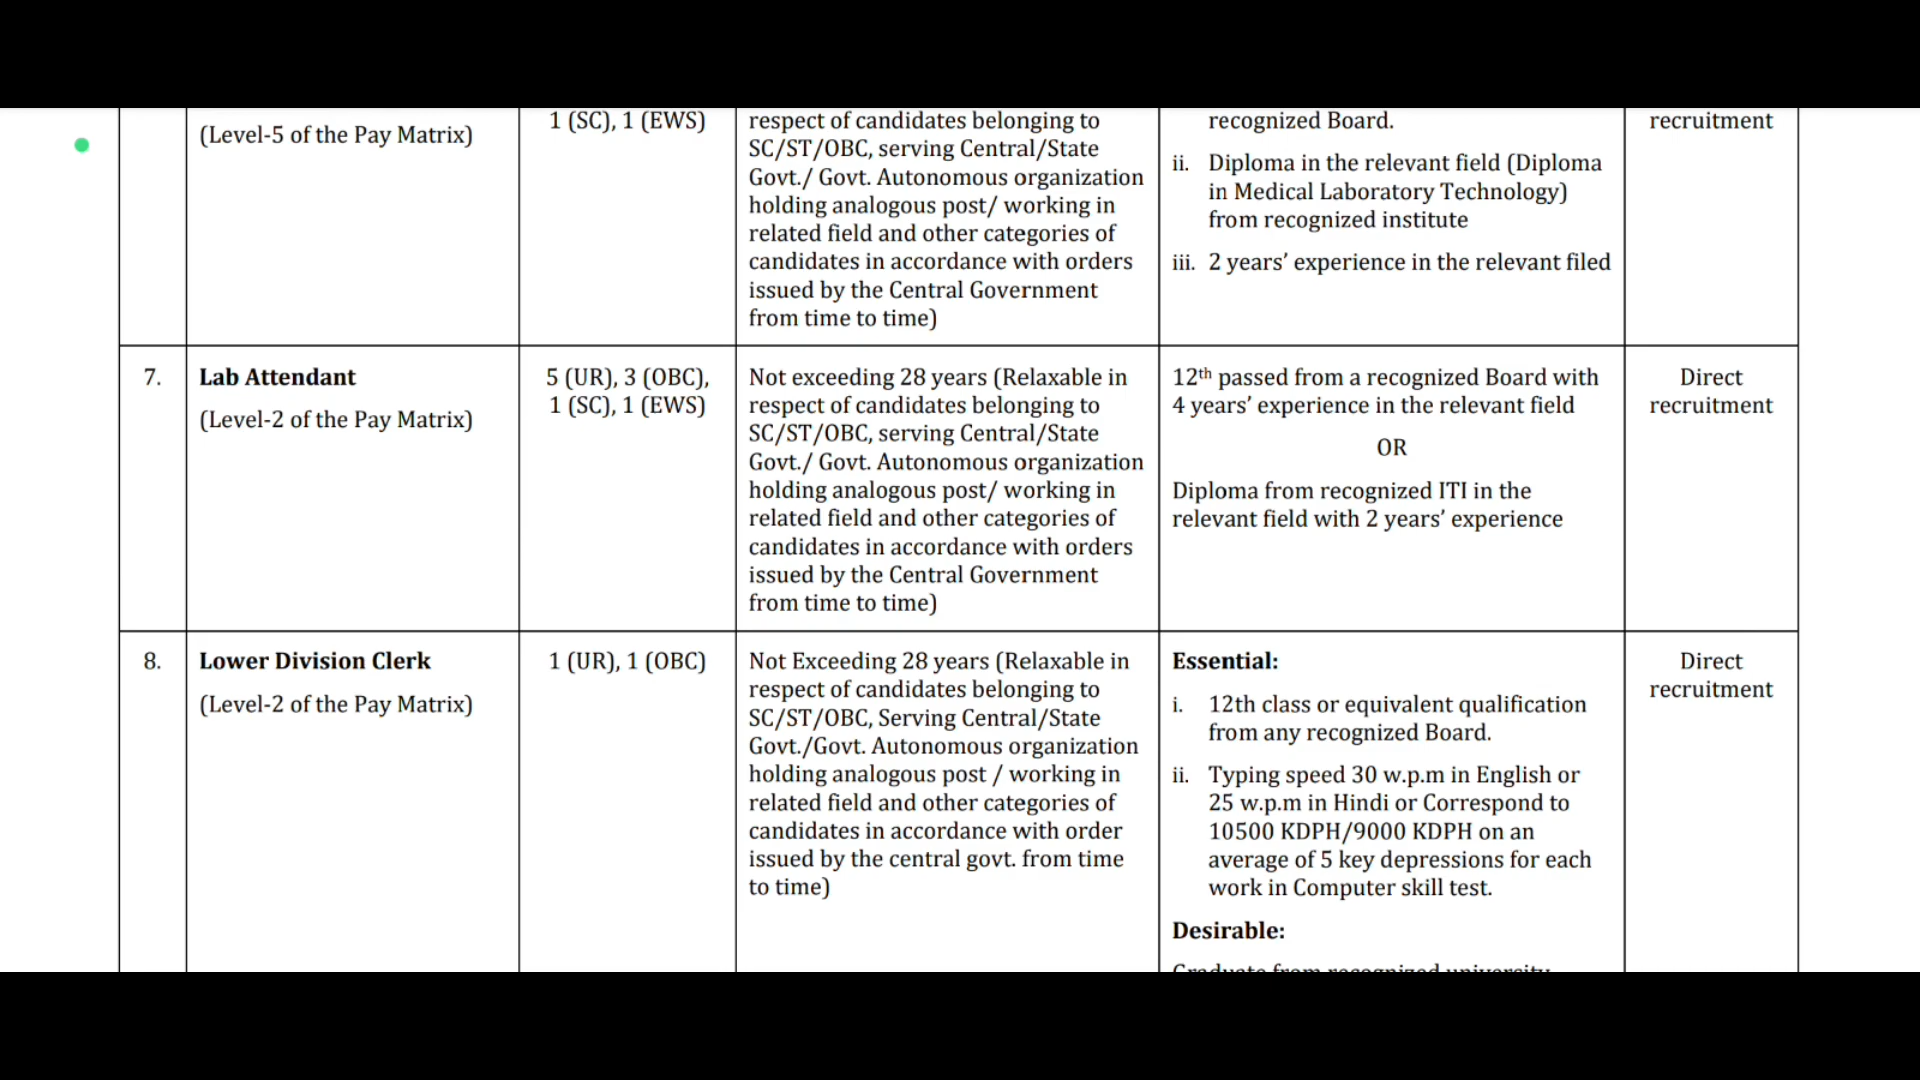 (Level-5 of the Pay Matrix)
1 (SC), 1 (EWS)
respect of candidates belonging to
SC/ST/OBC, serving Central/State
Govt./ Govt. Autonomous organization
holding analogous post/ working in
related field and other categories of
candidates in accordance with orders
issued by the Central Government
from time to time)
recognized Board.
ii. Diploma in the relevant field (Diploma
in Medical Laboratory Technology)
from recognized institute
iii. 2 years’ experience in the relevant filed
recruitment
7.
Lab Attendant
(Level-2 of the Pay Matrix)
5 (UR), 3 (OBC),
1 (SC), 1 (EWS)
Not exceeding 28 years (Relaxable in
respect of candidates belonging to
SC/ST/OBC, serving Central/State
Govt./ Govt. Autonomous organization
holding analogous post/ working in
related field and other categories of
candidates in accordance with orders
issued by the Central Government
from time to time)
12th passed from a recognized Board with
4 years’ experience in the relevant field
OR
Diploma from recognized ITI in the
relevant field with 2 years’ experience
Direct
recruitment
8.
Lower Division Clerk
(Level-2 of the Pay Matrix)
1 (UR), 1 (OBC)
Not Exceeding 28 years (Relaxable in
respect of candidates belonging to
SC/ST/OBC, Serving Central/State
Govt./Govt. Autonomous organization
holding analogous post / working in
related field and other categories of
candidates in accordance with order
issued by the central govt. from time
to time)
Essential:
i. 12th class or equivalent qualification
from any recognized Board.
ii. Typing speed 30 w.p.m in English or
25 w.p.m in Hindi or Correspond to
10500 KDPH/9000 KDPH on an
average of 5 key depressions for each
work in Computer skill test.
Desirable:
Graduate from recognized university
Direct
recruitment